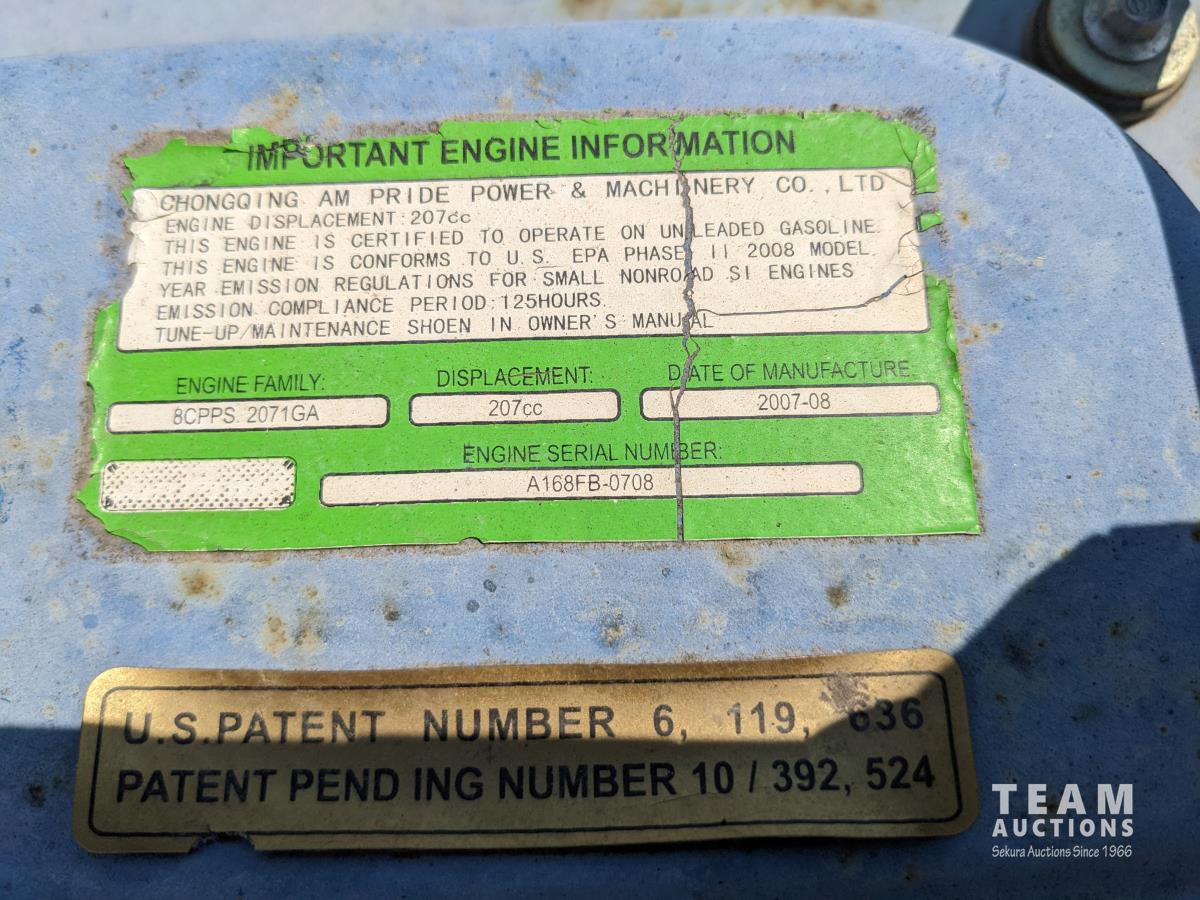 IMPORTANT ENGINE INFORMATION
CHONGQING AM PRIDE POWER & MACHINERY CO., LTD
ENGINE DISPLACEMENT:207cc
THIS ENGINE IS CERTIFIED TO OPERATE ON UNLEADED GASOLINE.
THIS ENGINE IS CONFORMS TO U.S. EPA PHASE II 2008 MODEL
YEAR EMISSION REGULATIONS FOR SMALL NONROAD SI ENGINES
EMISSION COMPLIANCE PERIOD:125HOURS.
TUNE-UP/MAINTENANCE SHOEN IN OWNER'S MANUAL
ENGINE FAMILY: DISPLACEMENT: DATE OF MANUFACTURE:
8CPPS. 2071GA 207cc 2007-08
ENGINE SERIAL NUMBER:
A168FB-0708
U.S.PATENT NUMBER 6, 119, 636
PATENT PEND ING NUMBER 10 / 392, 524
TEAM
AUCTIONS
Sekura Auctions Since 1966